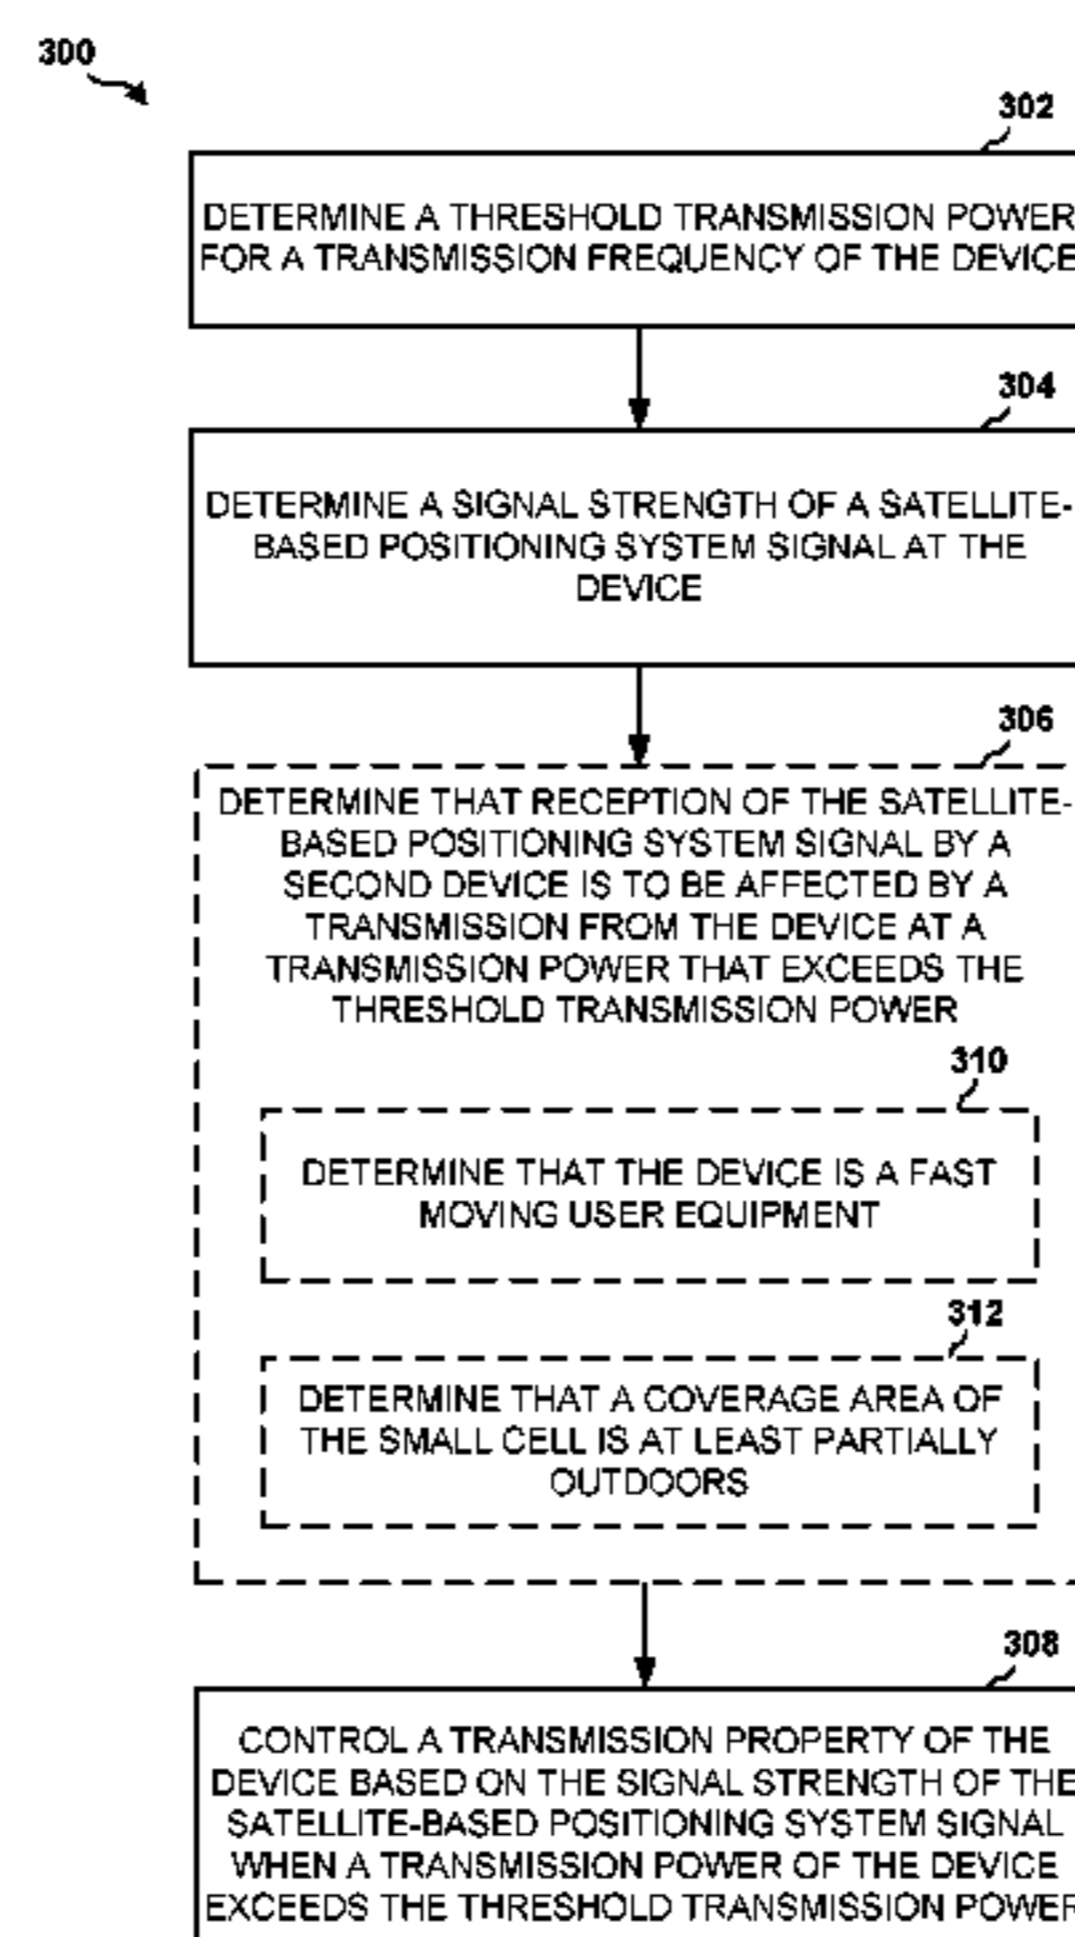 300
302
DETERMINE A THRESHOLD TRANSMISSION POWER
FOR A TRANSMISSION FREQUENCY OF THE DEVICE
304
DETERMINE A SIGNAL STRENGTH OF A SATELLITE-
BASED POSITIONING SYSTEM SIGNAL AT THE
DEVICE
306
DETERMINE THAT RECEPTION OF THE SATELLITE-
BASED POSITIONING SYSTEM SIGNAL BY A
SECOND DEVICE IS TO BE AFFECTED BY A
TRANSMISSION FROM THE DEVICE AT A
TRANSMISSION POWER THAT EXCEEDS THE
THRESHOLD TRANSMISSION POWER
310
DETERMINE THAT THE DEVICE IS A FAST
MOVING USER EQUIPMENT
312
DETERMINE THAT A COVERAGE AREA OF
THE SMALL CELL IS AT LEAST PARTIALLY
OUTDOORS
308
CONTROL A TRANSMISSION PROPERTY OF THE
DEVICE BASED ON THE SIGNAL STRENGTH OF THE
SATELLITE-BASED POSITIONING SYSTEM SIGNAL
WHEN A TRANSMISSION POWER OF THE DEVICE
EXCEEDS THE THRESHOLD TRANSMISSION POWER